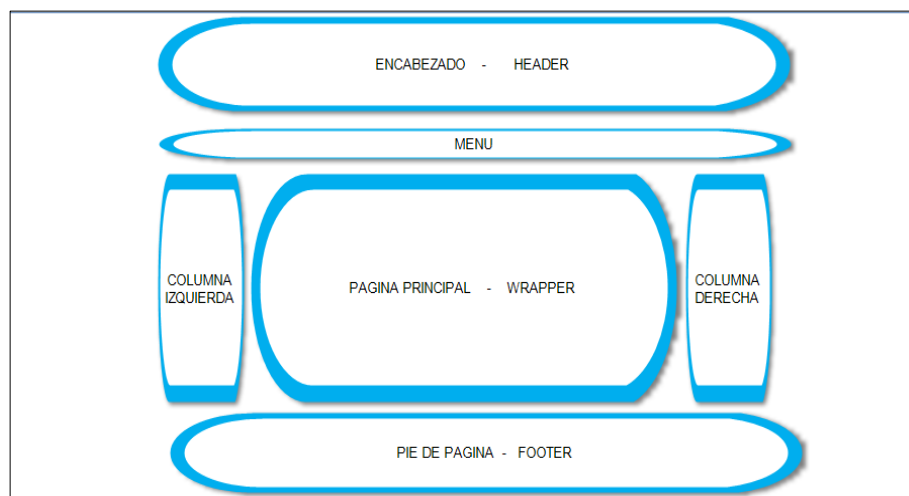 ENCABEZADO - HEADER
MENU
COLUMNA
IZQUIERDA
PAGINA PRINCIPAL - WRAPPER
COLUMNA
DERECHA
PIE DE PAGINA - FOOTER